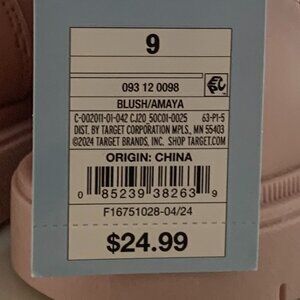 9
093 12 0098
BLUSH/AMAYA
C-002011-01-042 CJ20_50C01-0025 63-P1-5
DIST. BY TARGET CORPORATION MPLS., MN 55403
©2024 TARGET BRANDS, INC. SHOP TARGET.COM
ORIGIN: CHINA
0 85239 38263 9
F16751028-04/24
$24.99